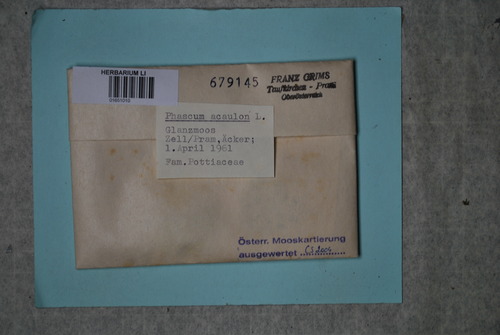 HERBARIUM LI
679145
FRANZ GRIMS
Taufkirchen - Pram
Oberösterreich
Phascum acaulon L.
Glanzmoos
Zell/Pram,Äcker;
1.April 1961
Fam.Pottiaceae
Österr. Mooskartierung
ausgewertet